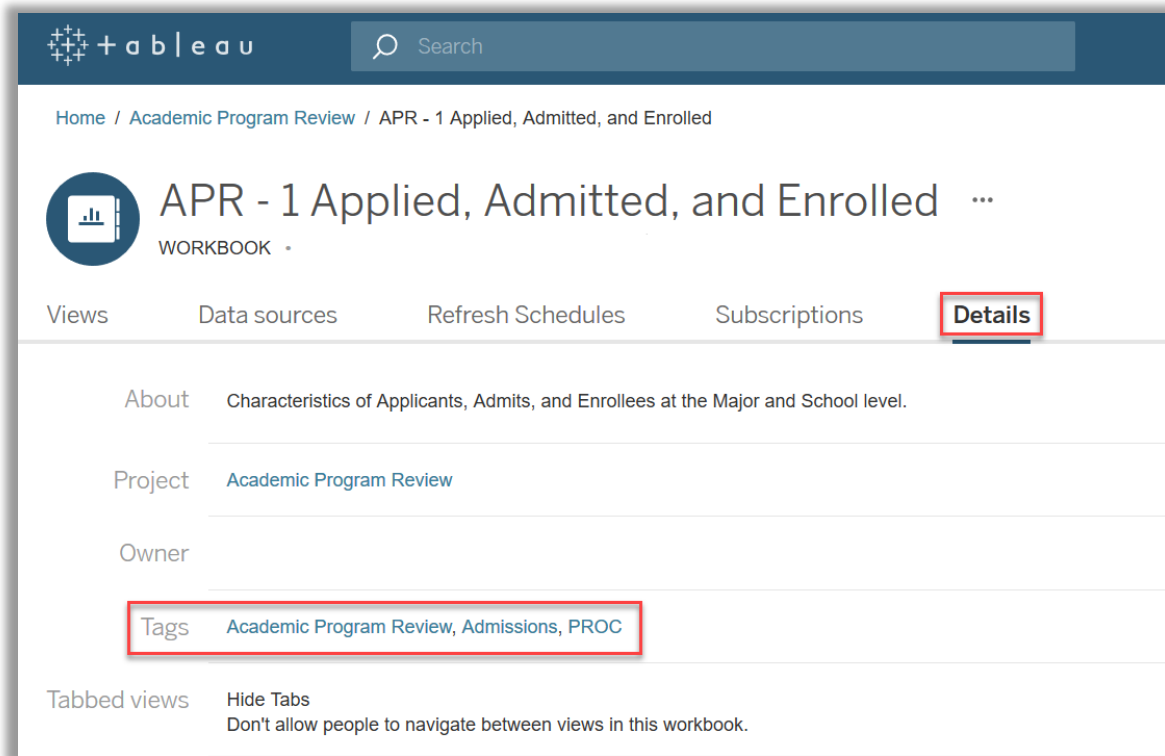 + a b | e a u
Search
Home / Academic Program Review / APR - 1 Applied, Admitted, and Enrolled
APR - 1 Applied, Admitted, and Enrolled ...
WORKBOOK
Views Data sources Refresh Schedules Subscriptions Details
About Characteristics of Applicants, Admits, and Enrollees at the Major and School level.
Project Academic Program Review
Owner
Tags Academic Program Review, Admissions, PROC
Tabbed views Hide Tabs
Don't allow people to navigate between views in this workbook.